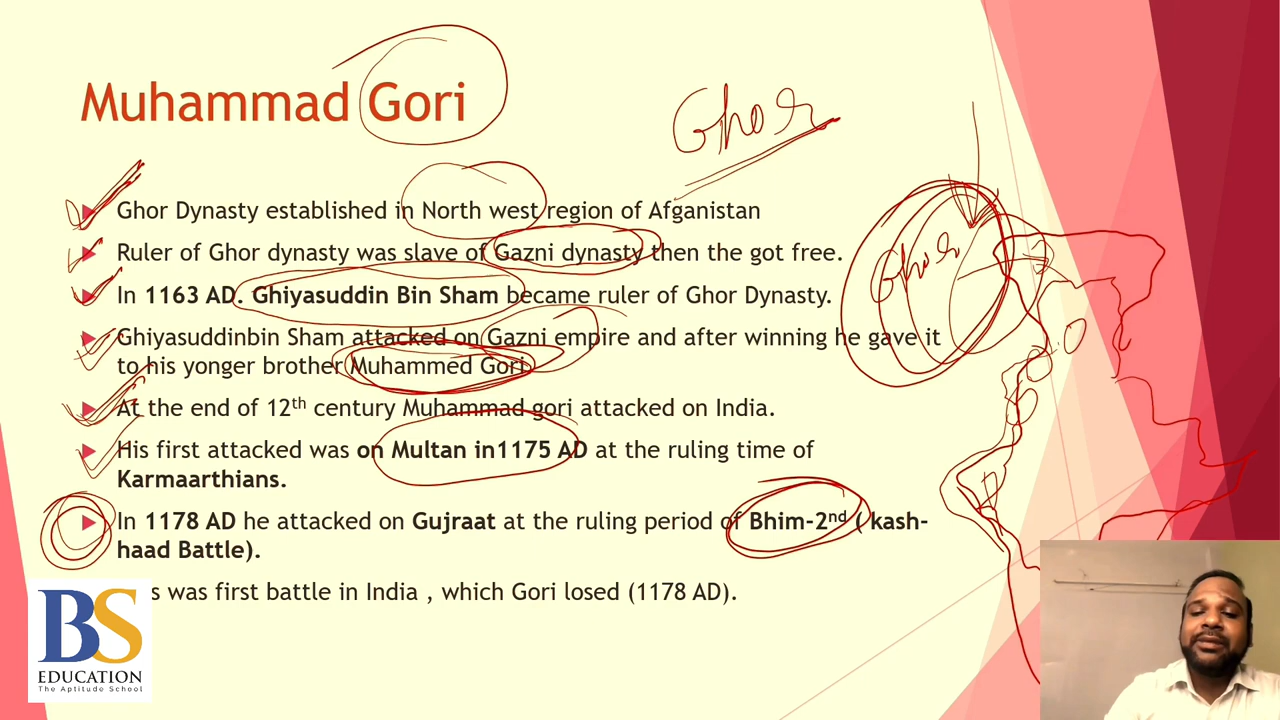 Muhammad Gori
Ghor
Ghor Dynasty established in North west region of Afganistan
Ruler of Ghor dynasty was slave of Gazni dynasty then the got free.
Ghor
In 1163 AD. Ghiyasuddin Bin Sham became ruler of Ghor Dynasty.
Ghiyasuddinbin Sham attacked on Gazni empire and after winning he gave it
to his yonger brother Muhammed Gori
At the end of 12th century Muhammad gori attacked on India.
His first attacked was on Multan in1175 AD at the ruling time of
Karmaarthians.
In 1178 AD he attacked on Gujraat at the ruling period of Bhim-2nd ( kash-
haad Battle).
s was first battle in India , which Gori losed (1178 AD).
BS
EDUCATION
The Aptitude School